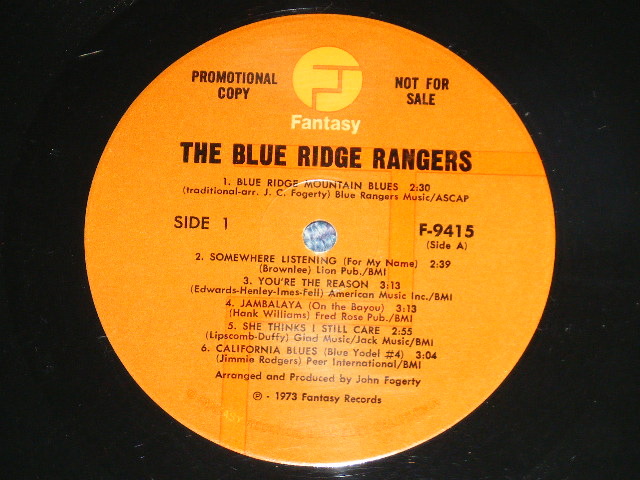 PROMOTIONAL COPY
NOT FOR SALE
Fantasy
THE BLUE RIDGE RANGERS
1. BLUE RIDGE MOUNTAIN BLUES 2:30
(traditional-arr. J. C. Fogerty) Blue Rangers Music/ASCAP
SIDE 1
F-9415
(Side A)
2. SOMEWHERE LISTENING (For My Name) 2:39
(Brownlee) Lion Pub./BMI
3. YOU'RE THE REASON 3:13
(Edwards-Henley-Imes-Fell) American Music Inc./BMI
4. JAMBALAYA (On the Bayou) 3:13
(Hank Williams) Fred Rose Pub./BMI
5. SHE THINKS I STILL CARE 2:55
(Lipscomb-Duffy) Glad Music/Jack Music/BMI
6. CALIFORNIA BLUES (Blue Yodel #4) 3:04
(Jimmie Rodgers) Peer International/BMI
Arranged and Produced by John Fogerty
℗ - 1973 Fantasy Records